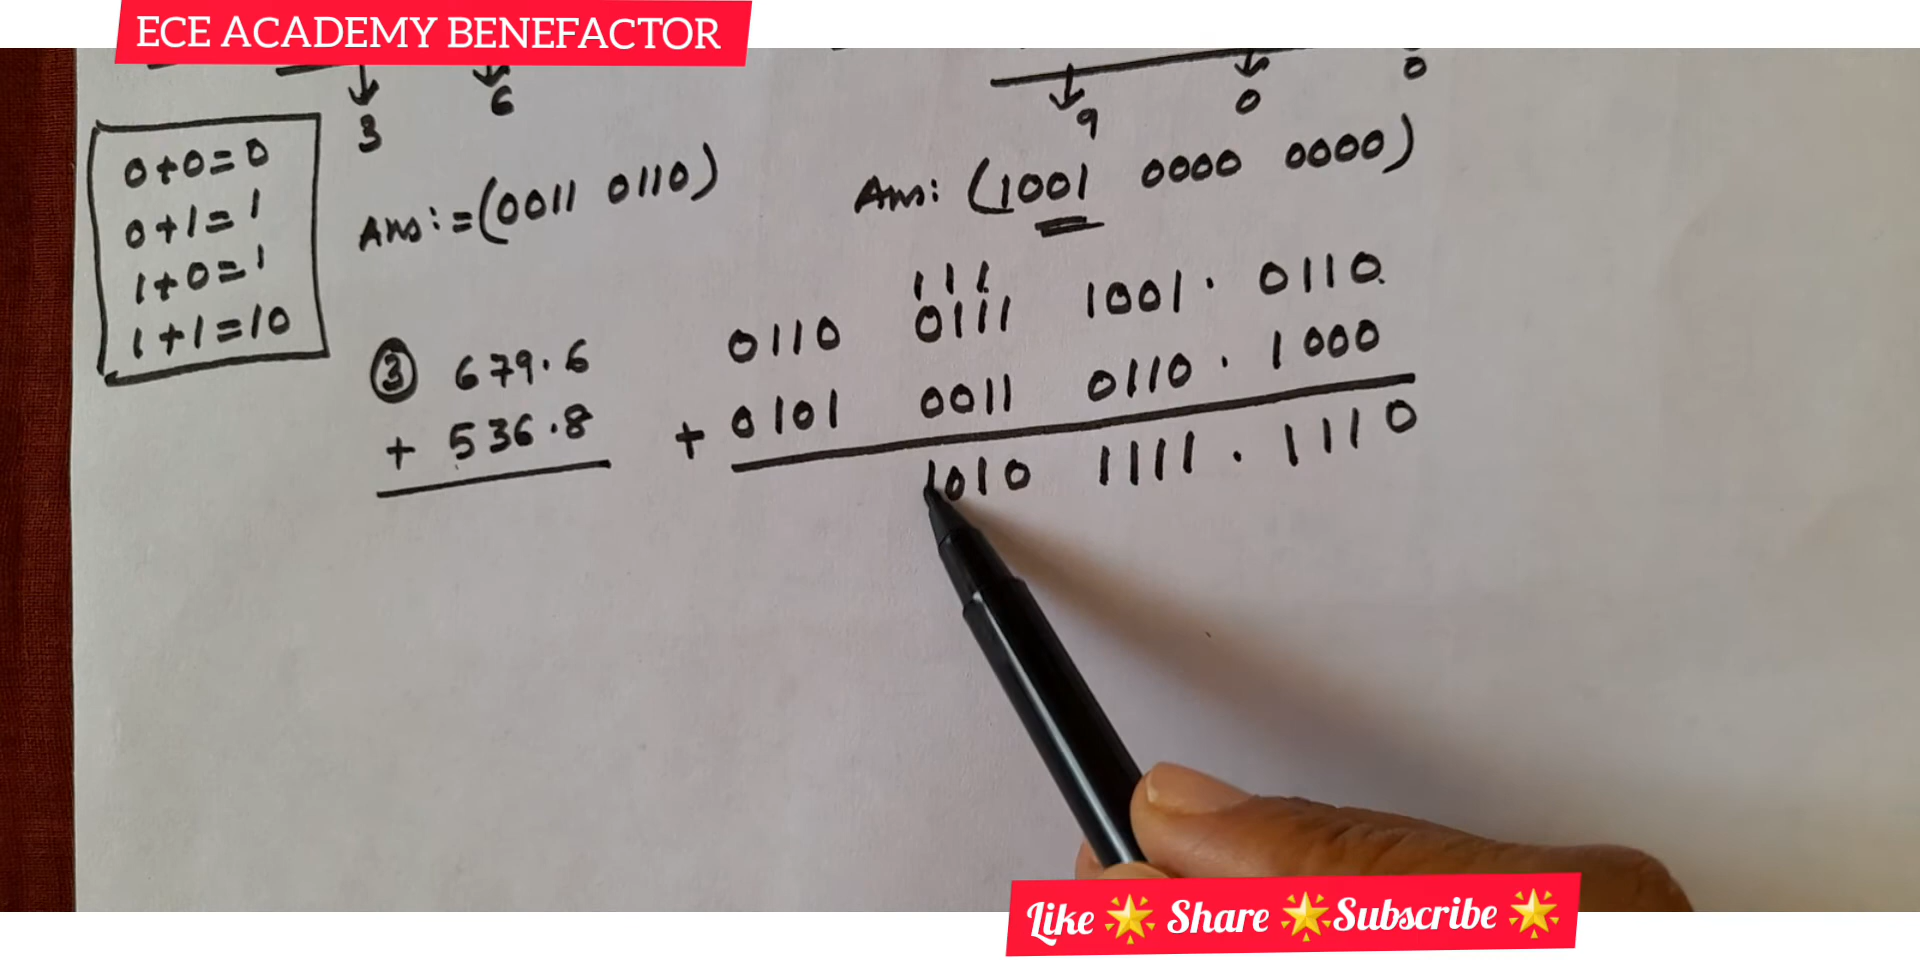 ECE ACADEMY BENEFACTOR
3 6
9 0 0
0+0=0
0+1=1
1+0=1
1+1=10
Ans:=(0011 0110)
Ans: (1001 0000 0000)
111
③ 679.6 0110 0111 1001.0110
+ 536.8 + 0101 0011 0110.1000
1010 1111.1110
Like 🌟 Share 🌟Subscribe 🌟